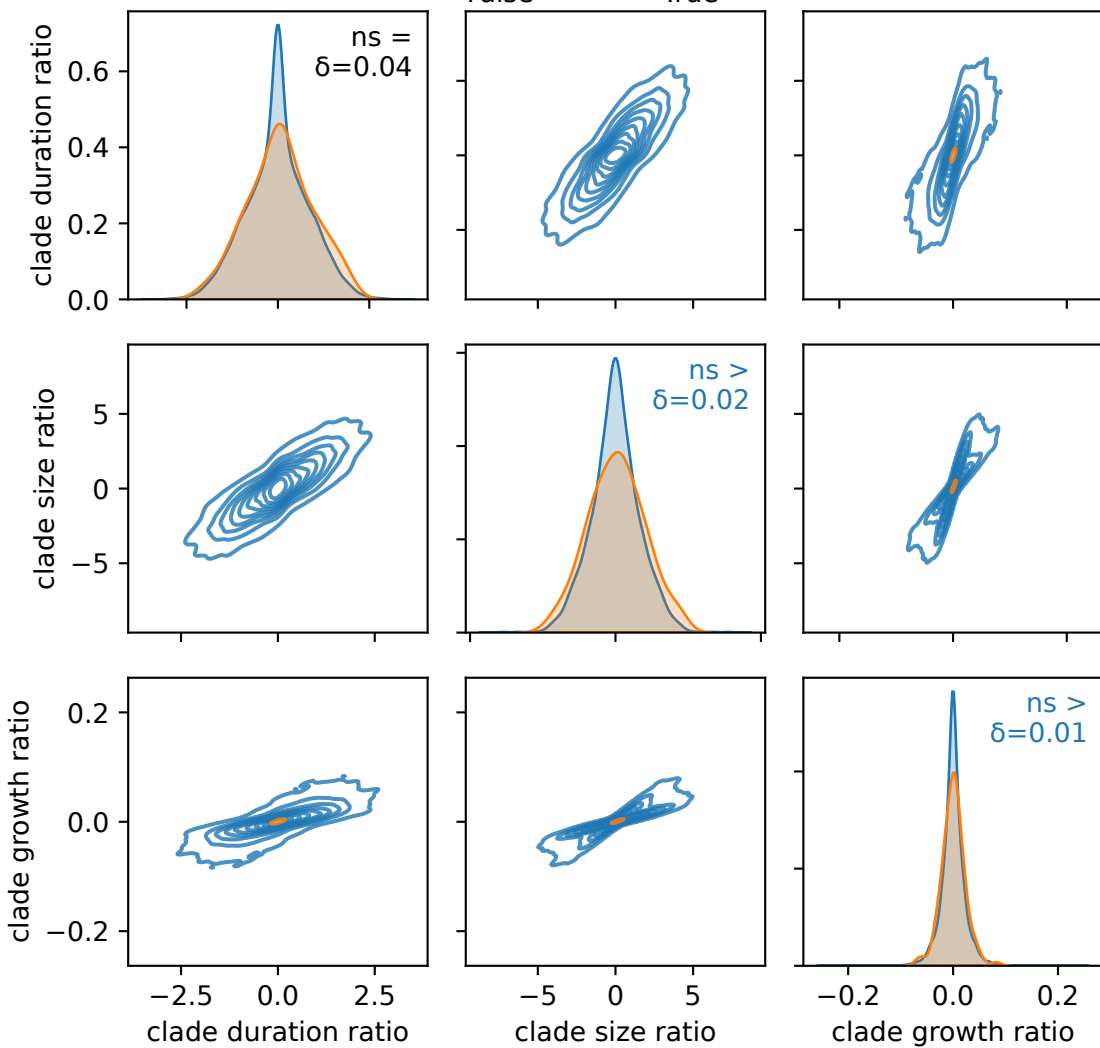 clade duration ratio
0.6
0.4
0.2
0.0
ns =
δ=0.04
clade size ratio
5
0
−5
ns >
δ=0.02
clade growth ratio
0.2
0.0
−0.2
ns >
δ=0.01
−2.5 0.0 2.5
−5 0 5
−0.2 0.0 0.2
clade duration ratio
clade size ratio
clade growth ratio